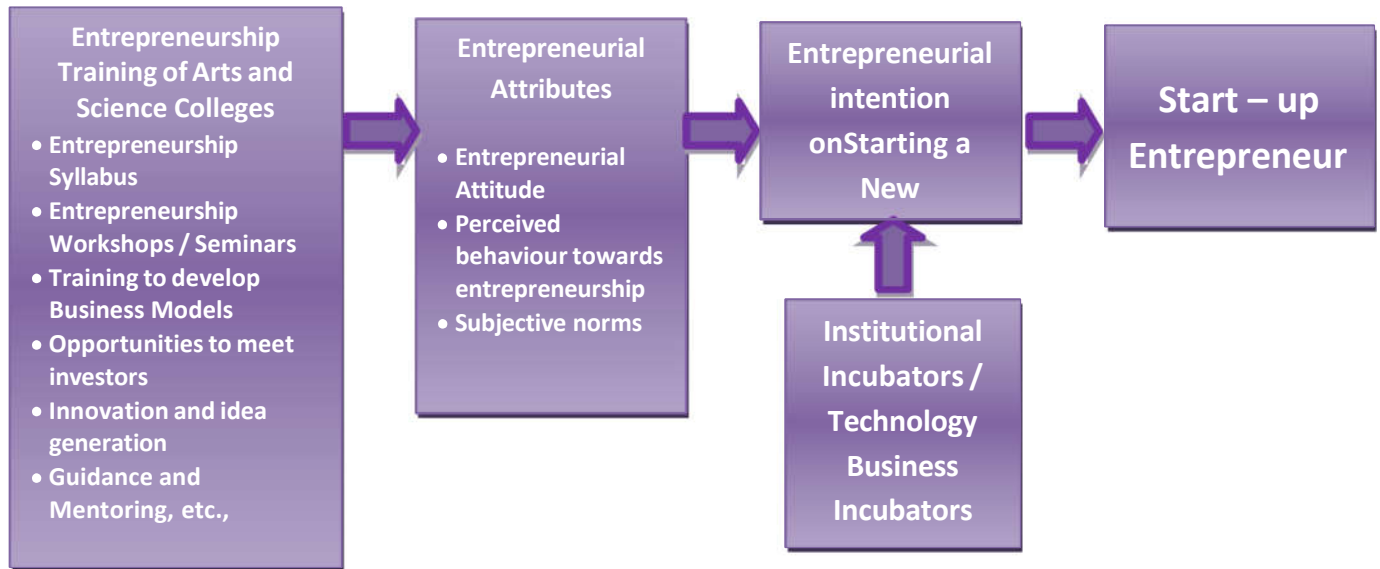 Entrepreneurship
Training of Arts and
Science Colleges
• Entrepreneurship
Syllabus
• Entrepreneurship
Workshops / Seminars
• Training to develop
Business Models
• Opportunities to meet
investors
• Innovation and idea
generation
• Guidance and
Mentoring, etc.,
Entrepreneurial
Attributes
• Entrepreneurial
Attitude
• Perceived
behaviour towards
entrepreneurship
• Subjective norms
Entrepreneurial
intention
onStarting a
New
Institutional
Incubators /
Technology
Business
Incubators
Start – up
Entrepreneur